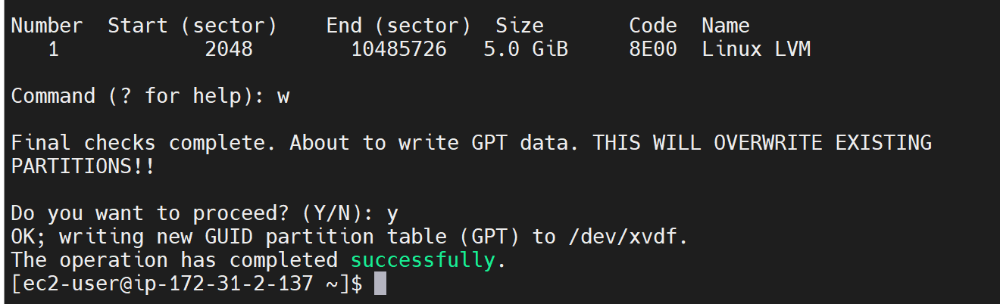 Number  Start (sector)    End (sector)  Size       Code  Name
   1            2048        10485726   5.0 GiB     8E00  Linux LVM
Command (? for help): w
Final checks complete. About to write GPT data. THIS WILL OVERWRITE EXISTING
PARTITIONS!!
Do you want to proceed? (Y/N): y
OK; writing new GUID partition table (GPT) to /dev/xvdf.
The operation has completed successfully.
[ec2-user@ip-172-31-2-137 ~]$